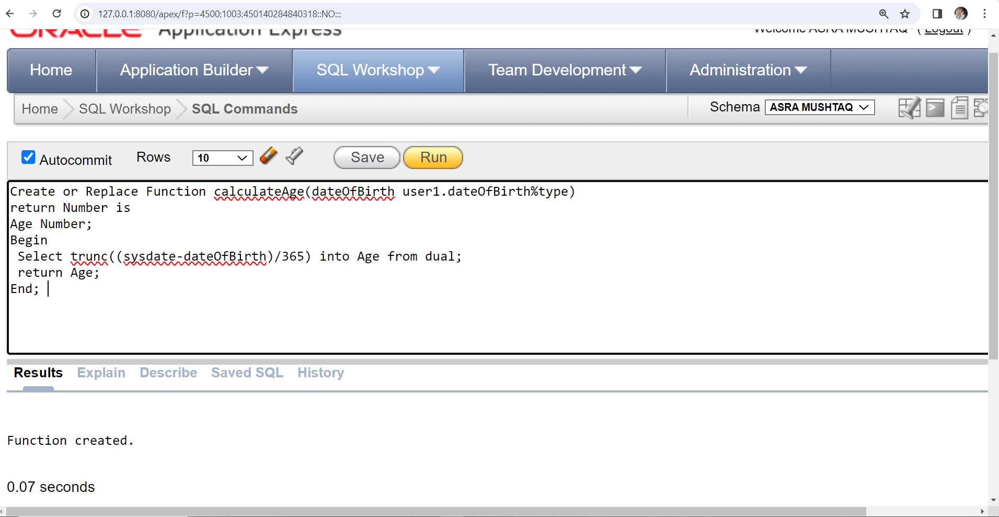 127.0.0.1:8080/apex/f?p=4500:1003:450140284840318::NO:::
ORACLE Application Express
Welcome ASRA MUSHTAQ ( Logout )
Home Application Builder SQL Workshop Team Development Administration
Home SQL Workshop SQL Commands Schema ASRA MUSHTAQ
Autocommit Rows 10 Save Run
Create or Replace Function calculateAge(dateOfBirth user1.dateOfBirth%type)
return Number is
Age Number;
Begin
Select trunc((sysdate-dateOfBirth)/365) into Age from dual;
return Age;
End;
Results Explain Describe Saved SQL History
Function created.
0.07 seconds